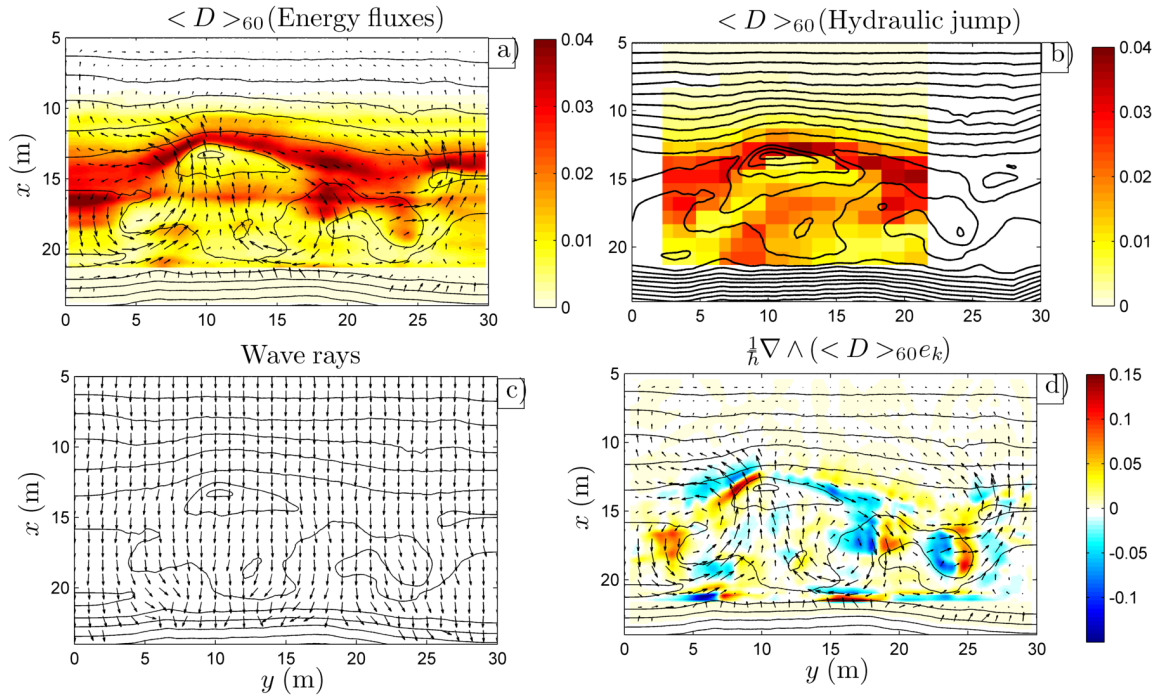 < D >₆₀(Energy fluxes)
< D >₆₀(Hydraulic jump)
a)
b)
5
10
15
20
x (m)
0 5 10 15 20 25 30
0.04
0.03
0.02
0.01
0
5
10
15
20
0 5 10 15 20 25 30
0.04
0.03
0.02
0.01
0
Wave rays
1/h̄ ∇ ∧ (< D >₆₀e_k)
c)
d)
5
10
15
20
x (m)
0 5 10 15 20 25 30
y (m)
5
10
15
20
x (m)
0 5 10 15 20 25 30
y (m)
0.15
0.1
0.05
0
-0.05
-0.1